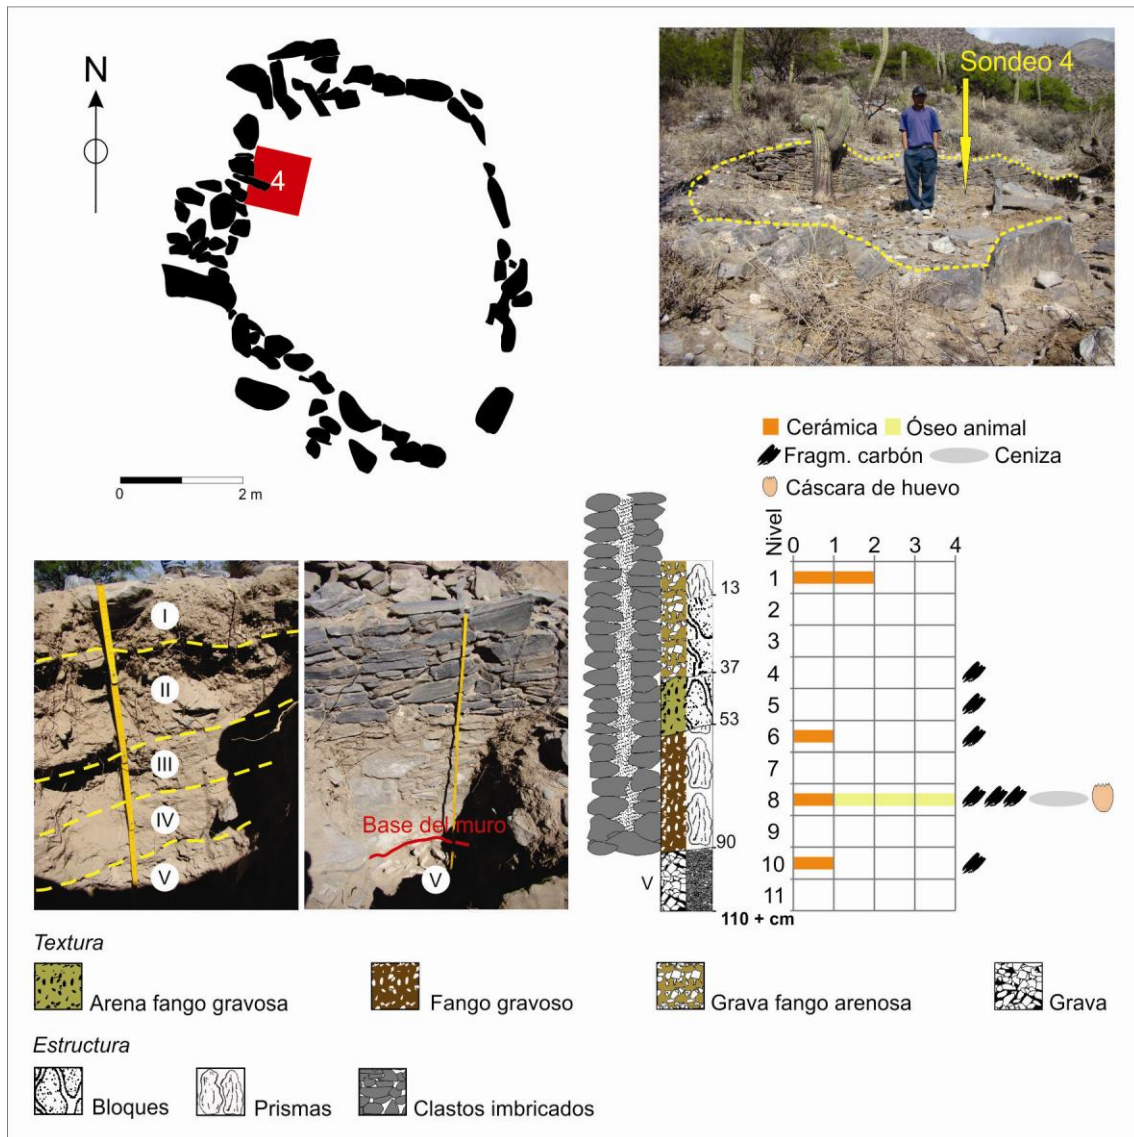 N
4
0 2 m
Sondeo 4
Cerámica Óseo animal
Fragm. carbón Ceniza
Cáscara de huevo
Nivel
0 1 2 3 4
1
2
3
4
5
6
7
8
9
10
11
13
37
53
90
V
110 + cm
I
II
III
IV
V
Base del muro
V
Textura
Arena fango gravosa Fango gravoso Grava fango arenosa Grava
Estructura
Bloques Prismas Clastos imbricados